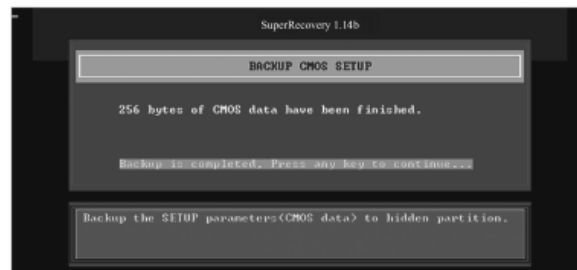 SuperRecovery 1.14b
BACKUP CMOS SETUP
256 bytes of CMOS data have been finished.
Backup is completed, Press any key to continue...
Backup the SETUP parameters(CMOS data) to hidden partition.